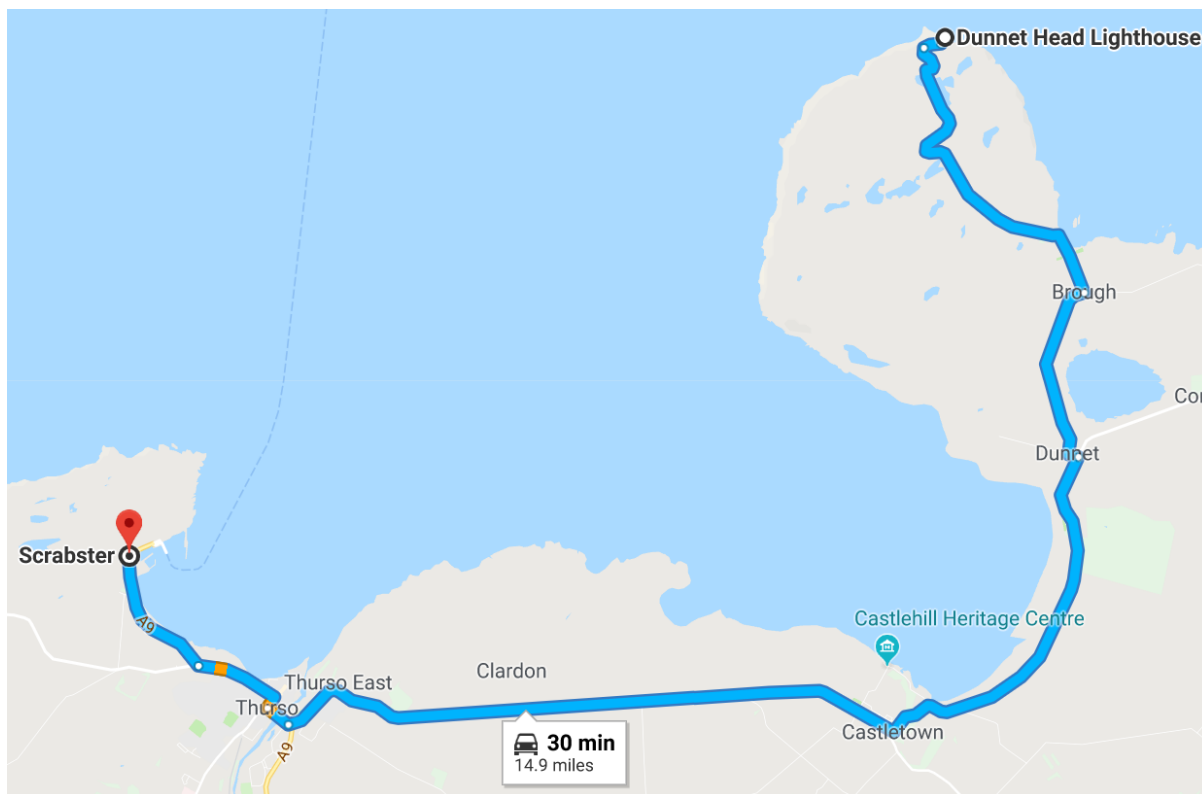 Dunnet Head Lighthouse
Brough
Con
Dunnet
Scrabster
A9
Castlehill Heritage Centre
Clardon
Thurso East
Thurso
Castletown
A9
30 min
14.9 miles